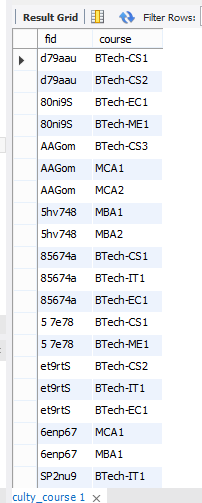 Result Grid Filter Rows:
fid course
d79aau BTech-CS1
d79aau BTech-CS2
80ni9S BTech-EC1
80ni9S BTech-ME1
AAGom BTech-CS3
AAGom MCA1
AAGom MCA2
5hv748 MBA1
5hv748 MBA2
85674a BTech-CS1
85674a BTech-IT1
85674a BTech-EC1
5 7e78 BTech-CS1
5 7e78 BTech-ME1
et9rtS BTech-CS2
et9rtS BTech-IT1
et9rtS BTech-EC1
6enp67 MCA1
6enp67 MBA1
SP2nu9 BTech-IT1
culty_course 1